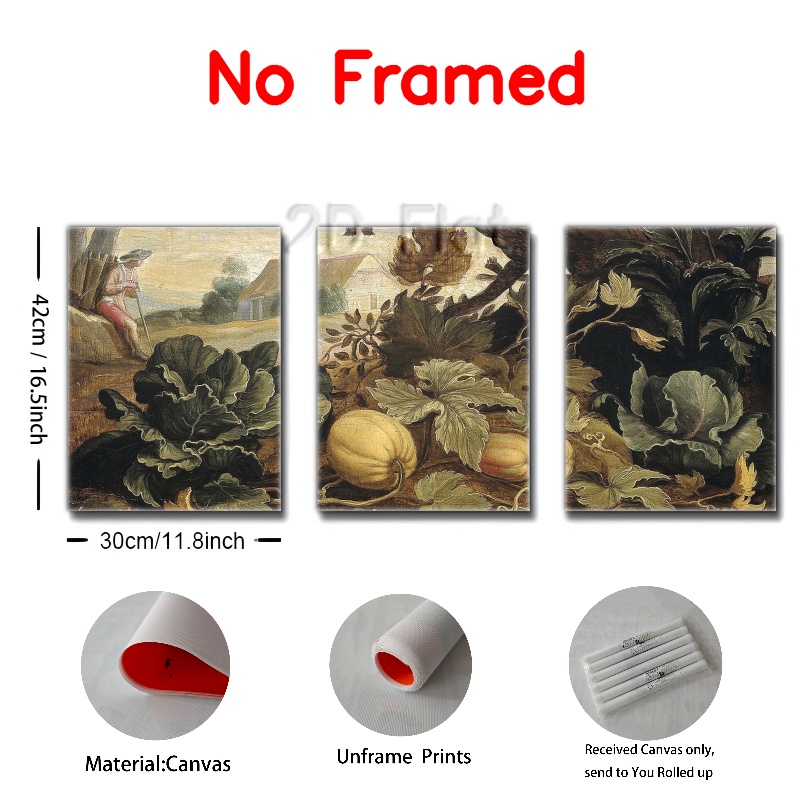 No Framed
2D Flat
42cm / 16.5inch
30cm/11.8inch
Material:Canvas
Unframe Prints
Received Canvas only,
send to You Rolled up